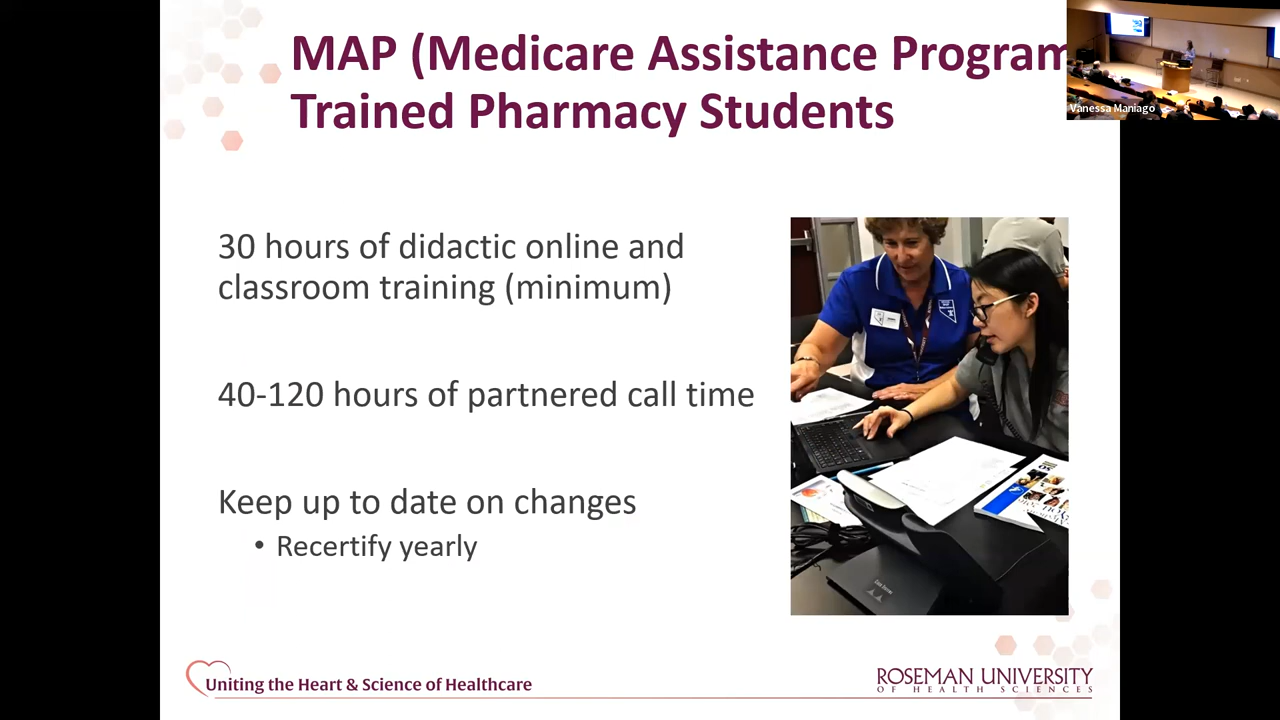 MAP (Medicare Assistance Program
Trained Pharmacy Students
Vanessa Maniago
30 hours of didactic online and
classroom training (minimum)
40-120 hours of partnered call time
Keep up to date on changes
• Recertify yearly
Uniting the Heart & Science of Healthcare
ROSEMAN UNIVERSITY
OF HEALTH SCIENCES